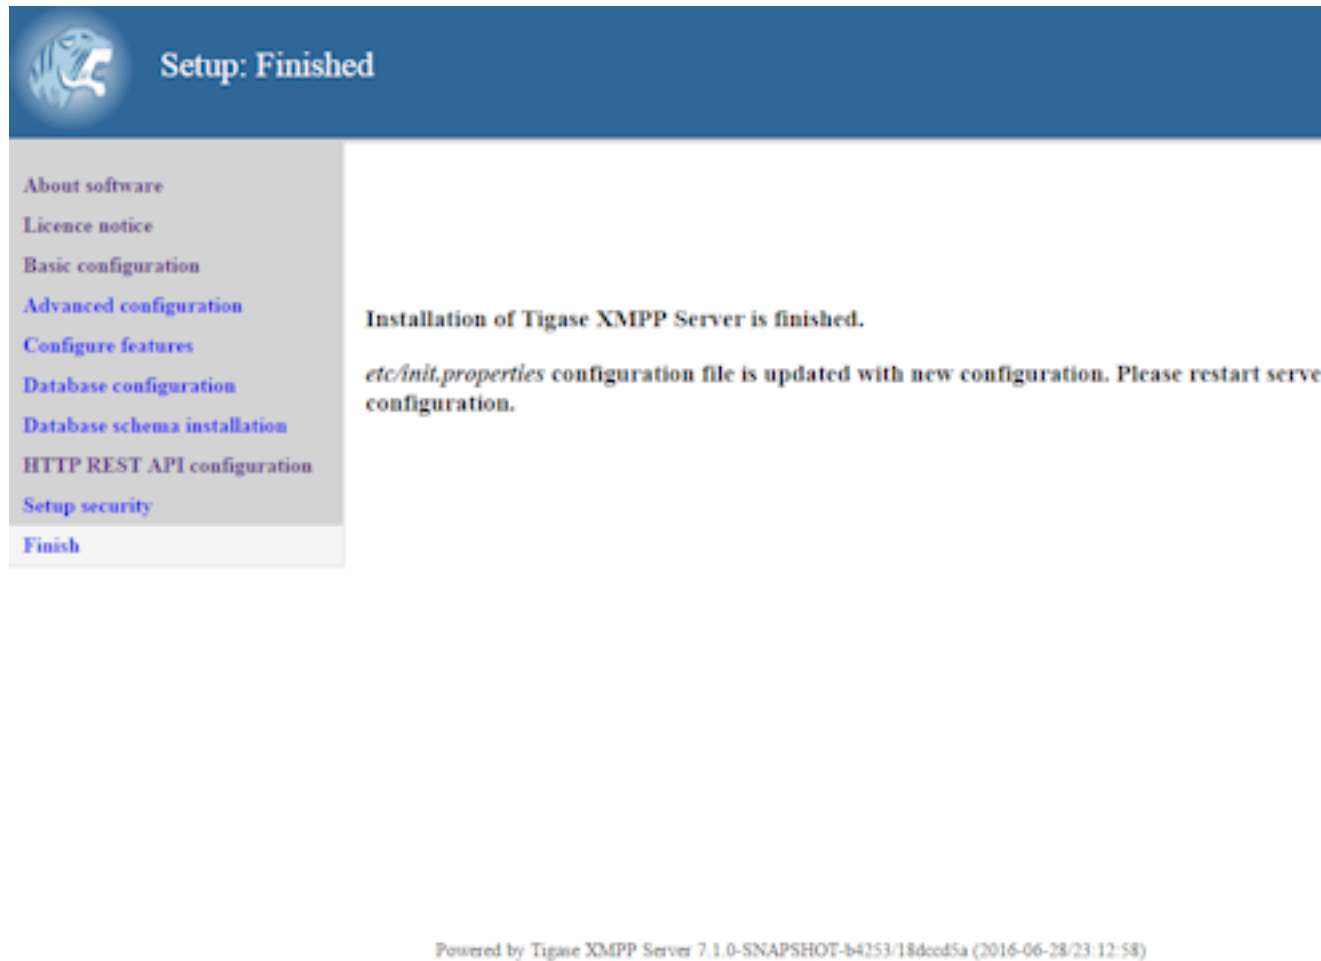 Setup: Finished
About software
Licence notice
Basic configuration
Advanced configuration
Configure features
Database configuration
Database schema installation
HTTP REST API configuration
Setup security
Finish
Installation of Tigase XMPP Server is finished.
etc/init.properties configuration file is updated with new configuration. Please restart serve
configuration.
Powered by Tigase XMPP Server 7.1.0-SNAPSHOT-b4253/18dccd5a (2016-06-28/23:12:58)